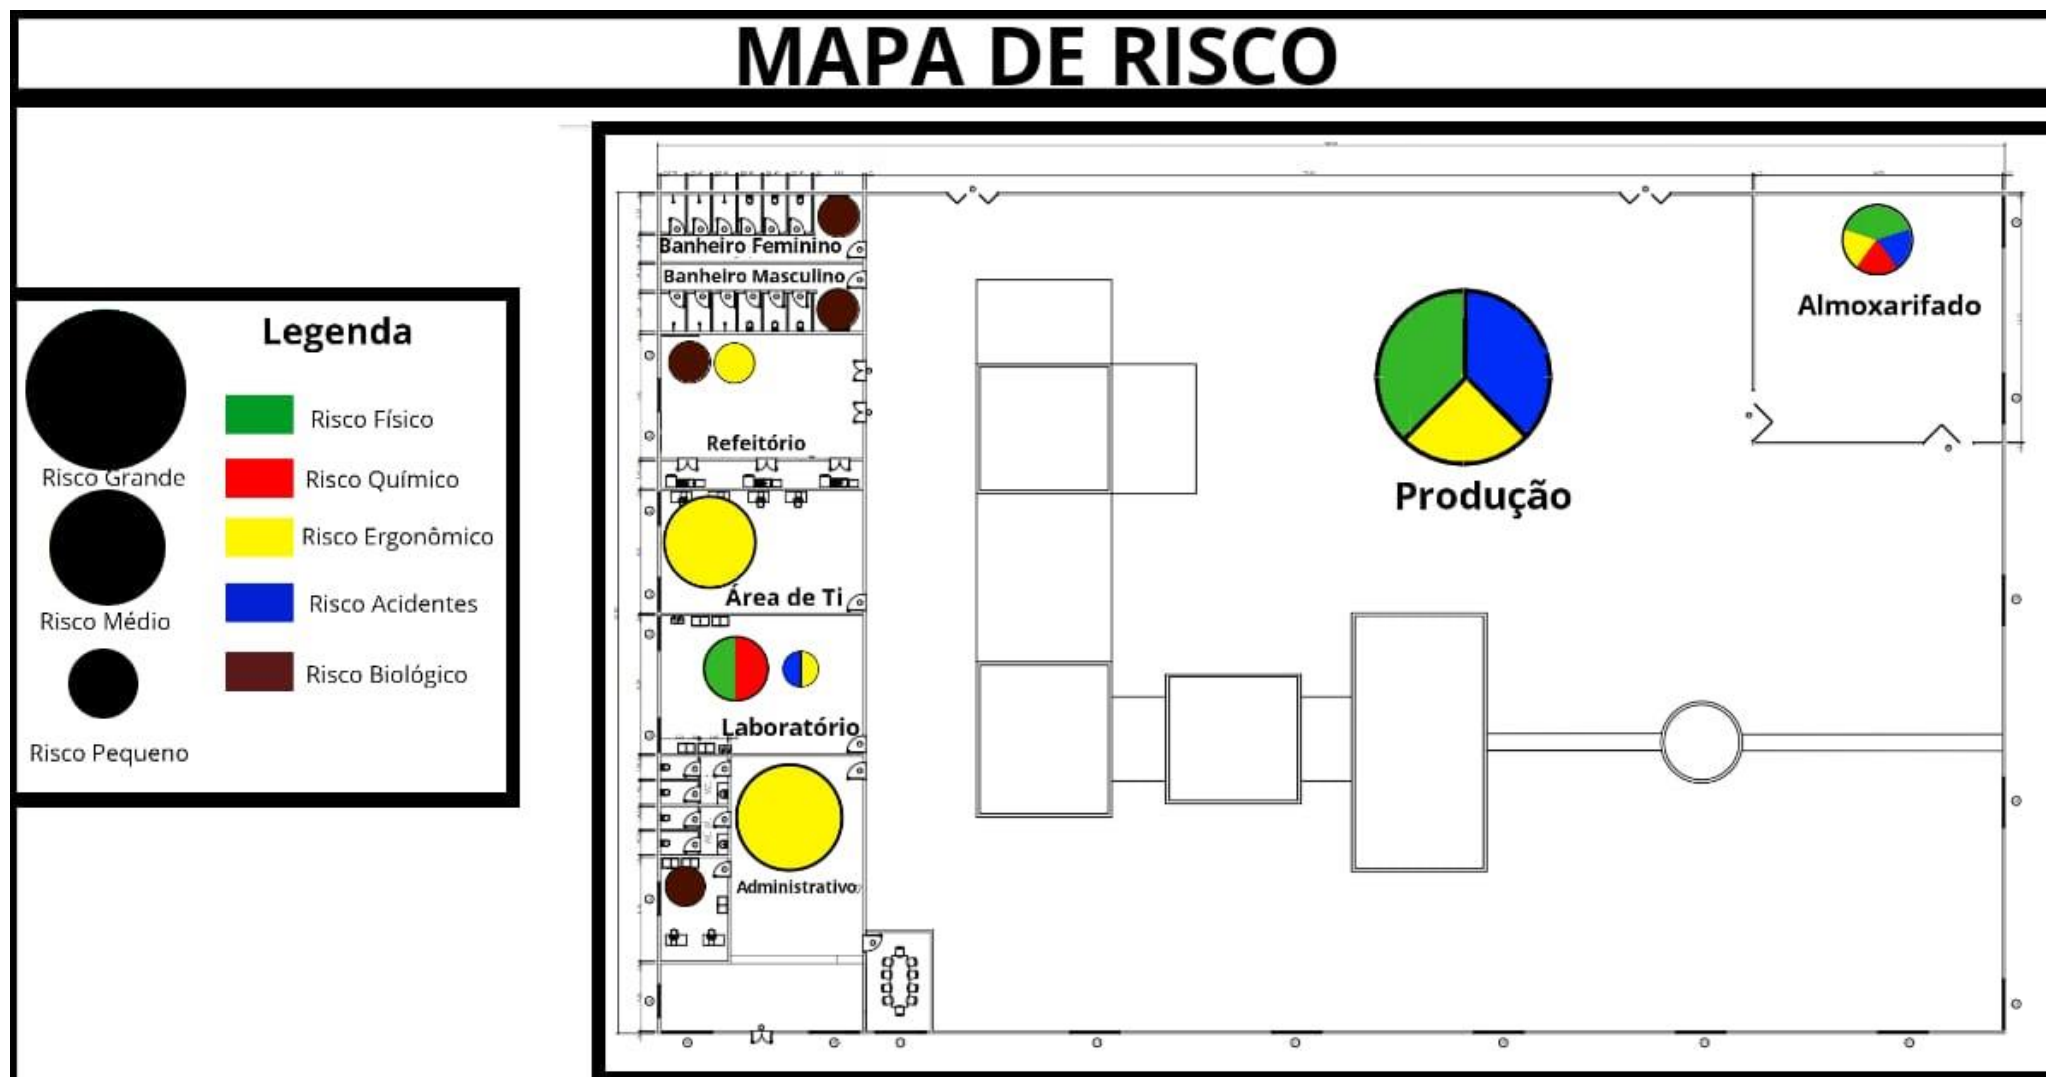 MAPA DE RISCO
Legenda
Risco Grande
Risco Médio
Risco Pequeno
Risco Físico
Risco Químico
Risco Ergonômico
Risco Acidentes
Risco Biológico
Banheiro Feminino
Banheiro Masculino
Refeitório
Área de Ti
Laboratório
Administrativo
Produção
Almoxarifado